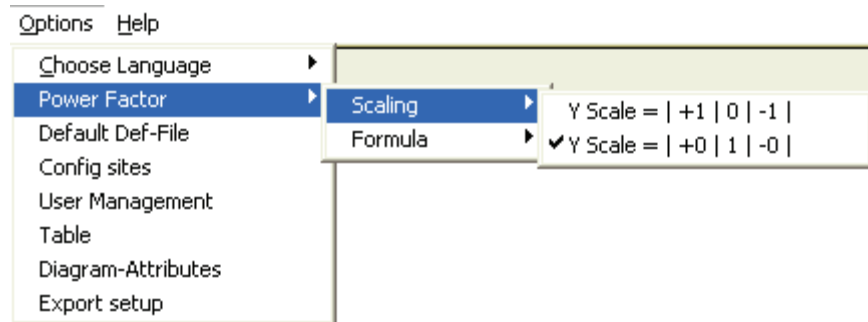 Options Help
Choose Language
Power Factor
Default Def-File
Config sites
User Management
Table
Diagram-Attributes
Export setup
Scaling
Formula
Y Scale = | +1 | 0 | -1 |
Y Scale = | +0 | 1 | -0 |